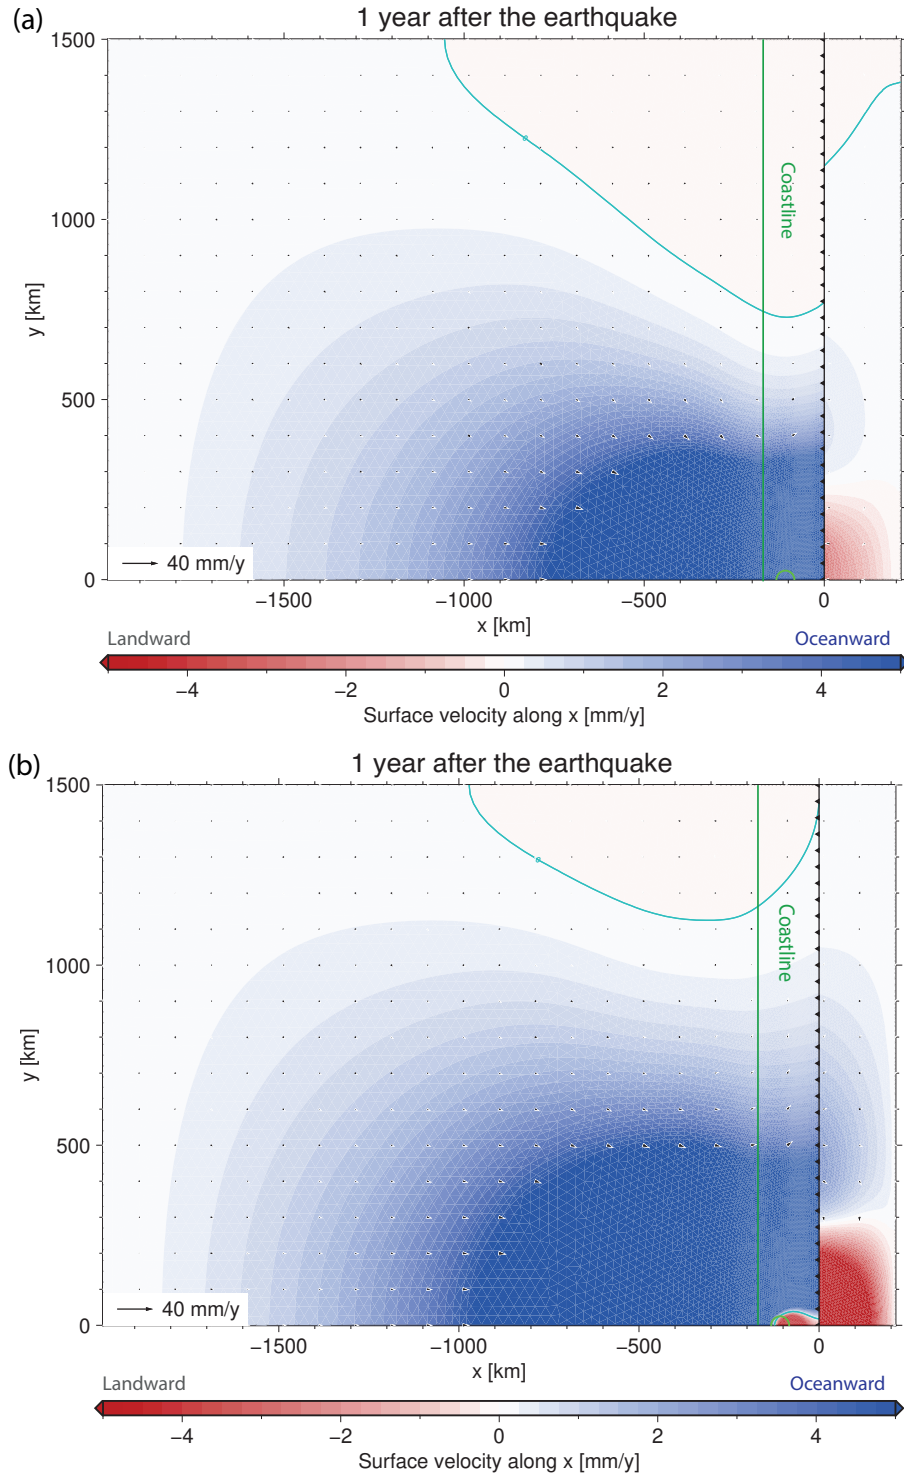 (a)
1 year after the earthquake
1500
1000
500
0
y [km]
Coastline
40 mm/y
−1500 −1000 −500 0
x [km]
Landward Oceanward
−4 −2 0 2 4
Surface velocity along x [mm/y]
(b)
1 year after the earthquake
1500
1000
500
0
y [km]
Coastline
40 mm/y
−1500 −1000 −500 0
x [km]
Landward Oceanward
−4 −2 0 2 4
Surface velocity along x [mm/y]